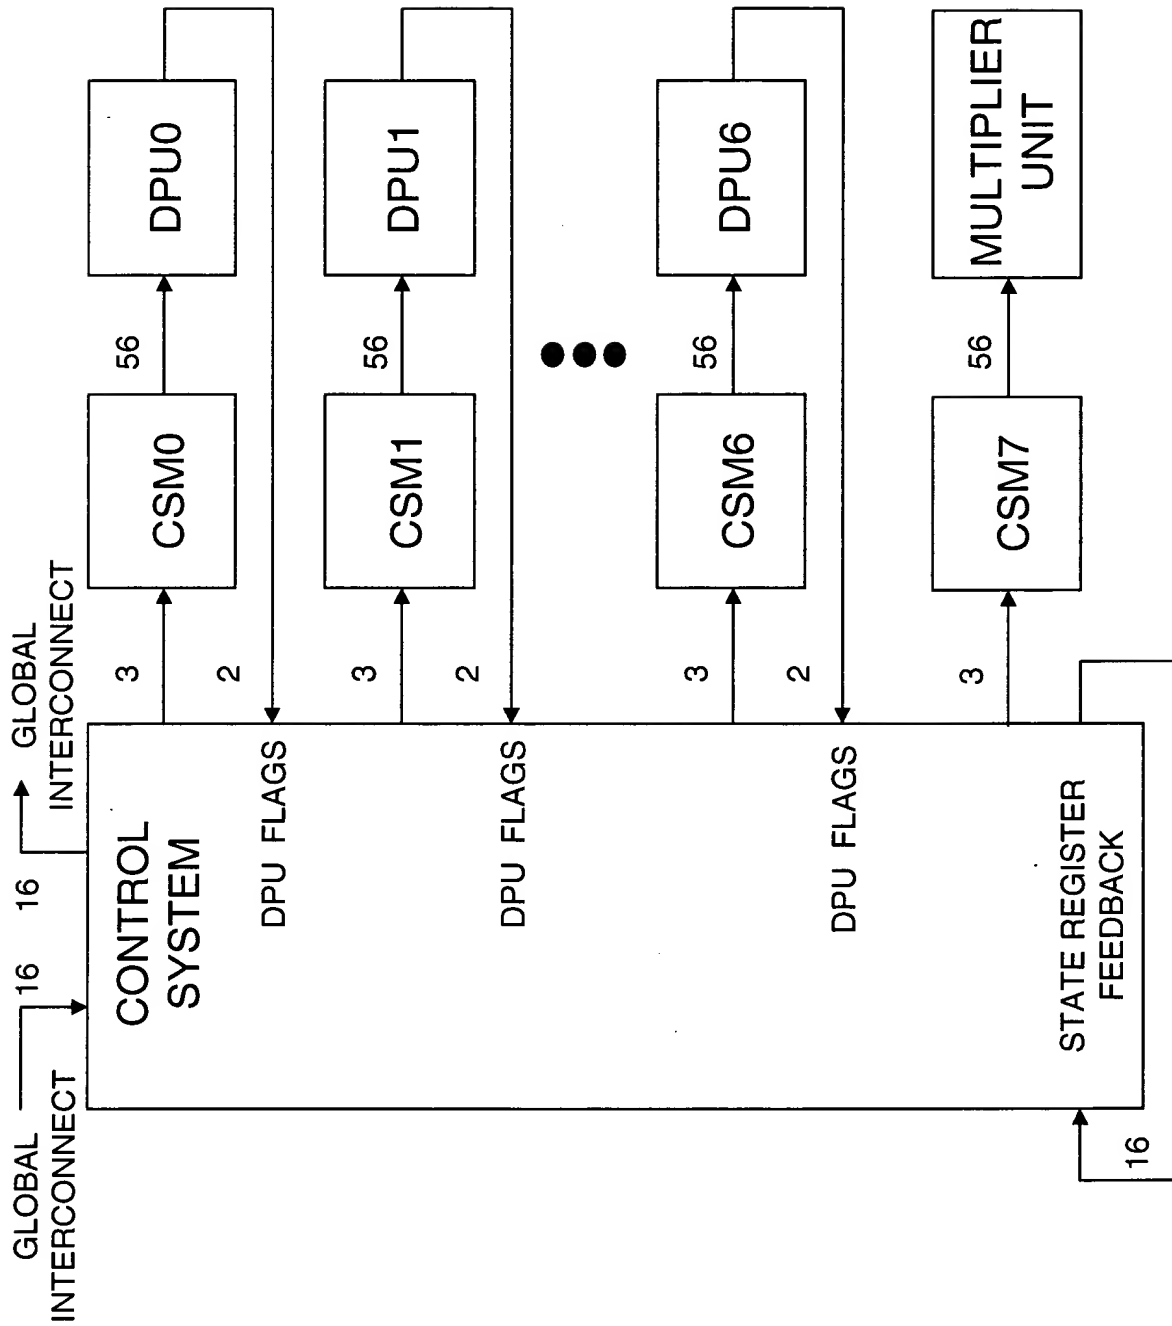 GLOBAL
INTERCONNECT
16
16
GLOBAL
INTERCONNECT
CONTROL
SYSTEM
3
CSM0
56
DPU0
2
DPU FLAGS
3
CSM1
56
DPU1
2
DPU FLAGS
3
CSM6
56
DPU6
2
DPU FLAGS
3
CSM7
56
MULTIPLIER
UNIT
STATE REGISTER
FEEDBACK
16